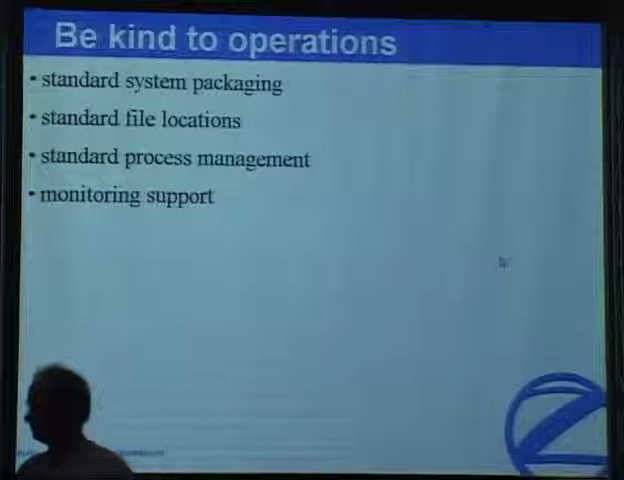 Be kind to operations
• standard system packaging
• standard file locations
• standard process management
• monitoring support